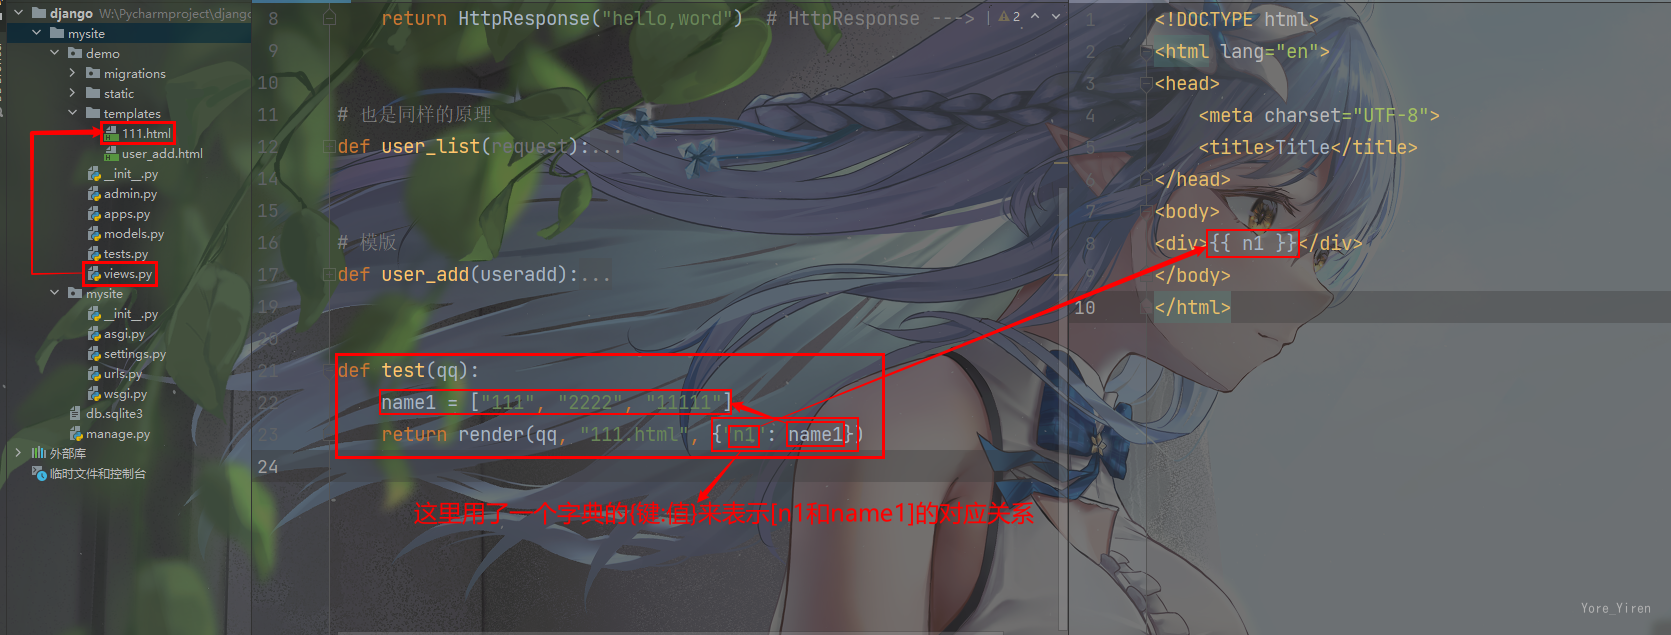 django W:\Pycharmproject\django
mysite
demo
migrations
static
templates
111.html
user_add.html
__init__.py
admin.py
apps.py
models.py
tests.py
views.py
mysite
__init__.py
asgi.py
settings.py
urls.py
wsgi.py
db.sqlite3
manage.py
外部库
临时文件和控制台
8 return HttpResponse("hello,word") # HttpResponse ---> | 2
9
10
11 # 也是同样的原理
12 def user_list(request):...
14
15
16 # 模版
17 def user_add(useradd):...
19
20
21 def test(qq):
22 name1 = ["111", "2222", "11111"]
23 return render(qq, "111.html", {"n1": name1})
24
这里用了一个字典的{键:值}来表示[n1和name1]的对应关系
1 <!DOCTYPE html>
2 <html lang="en">
3 <head>
4 <meta charset="UTF-8">
5 <title>Title</title>
6 </head>
7 <body>
8 <div>{{ n1 }}</div>
9 </body>
10 </html>
Yore_Yiren